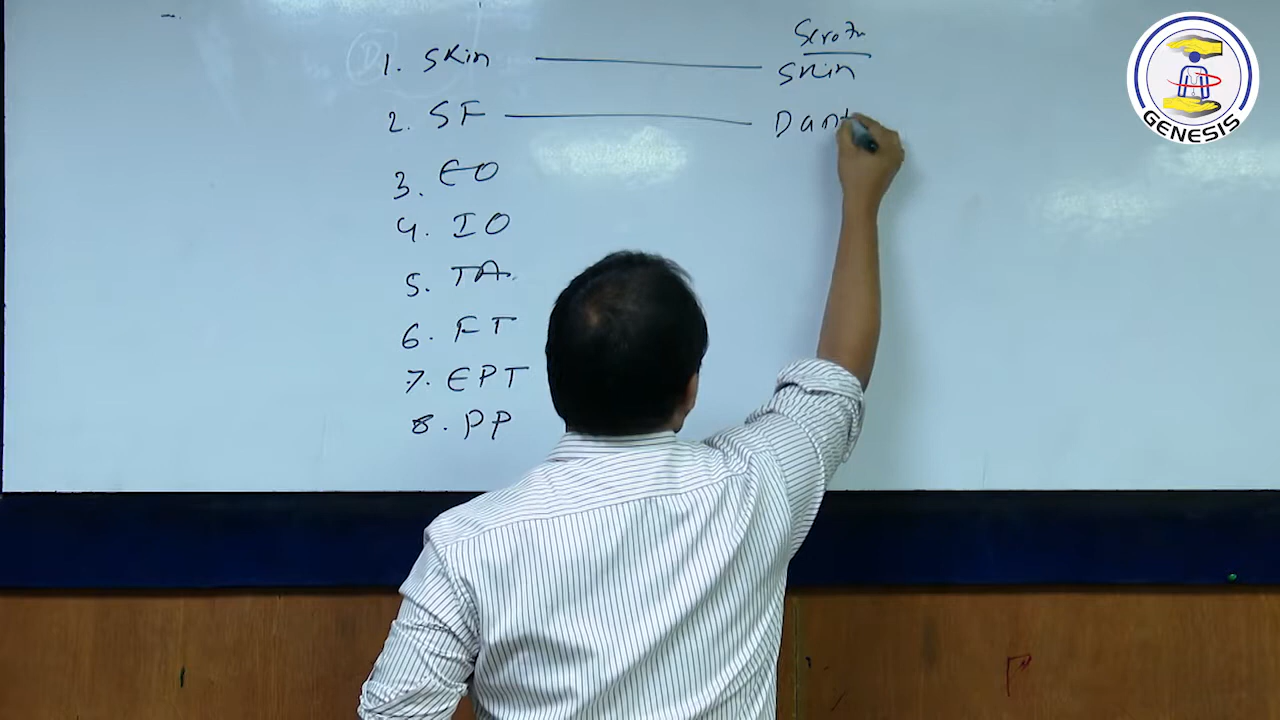 Scrotu
1. Skin — Skin
2. SF — Dart
3. EO
4. IO
5. TA.
6. FT
7. EPT
8. PP
GENESIS